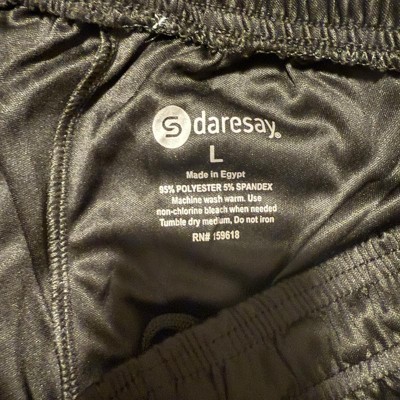 S daresay®
L
Made in Egypt
95% POLYESTER 5% SPANDEX
Machine wash warm. Use
non-chlorine bleach when needed
Tumble dry medium. Do not iron
RN# 159618